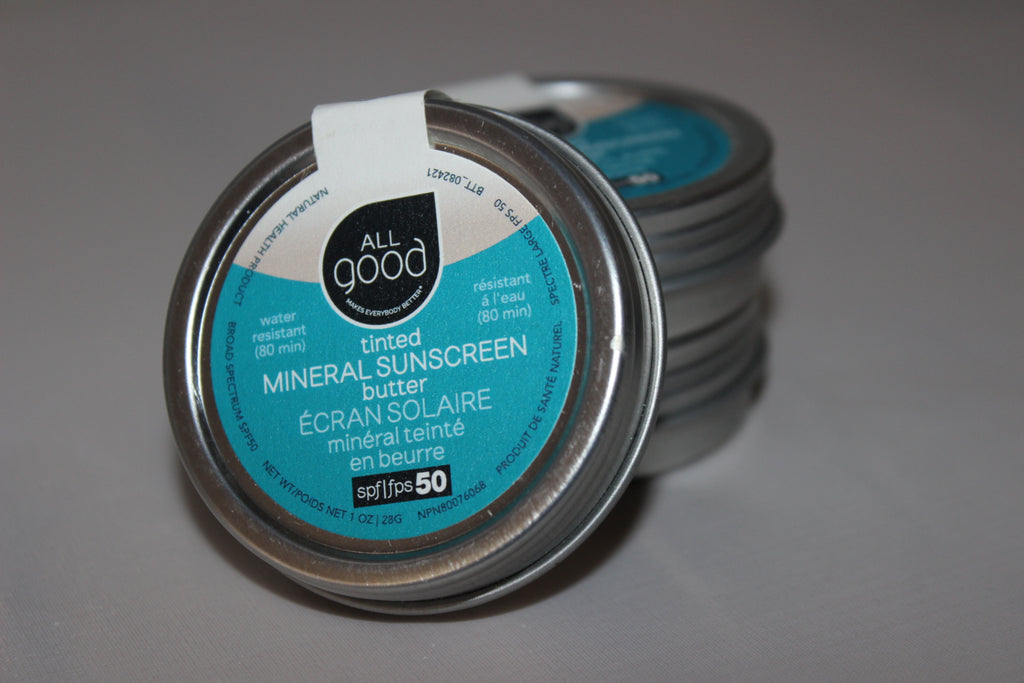 ALL
good
MAKES EVERYBODY BETTER®
water
resistant
(80 min)
résistant
á l'eau
(80 min)
tinted
MINERAL SUNSCREEN
butter
ÉCRAN SOLAIRE
minéral teinté
en beurre
spf|fps 50
NATURAL HEALTH PRODUCT
BROAD SPECTRUM SPF50
NET WT/POIDS NET 1 OZ | 28G
NPN80076068
PRODUIT DE SANTÉ NATUREL
SPECTRE LARGE FPS 50
BTT_082421
50